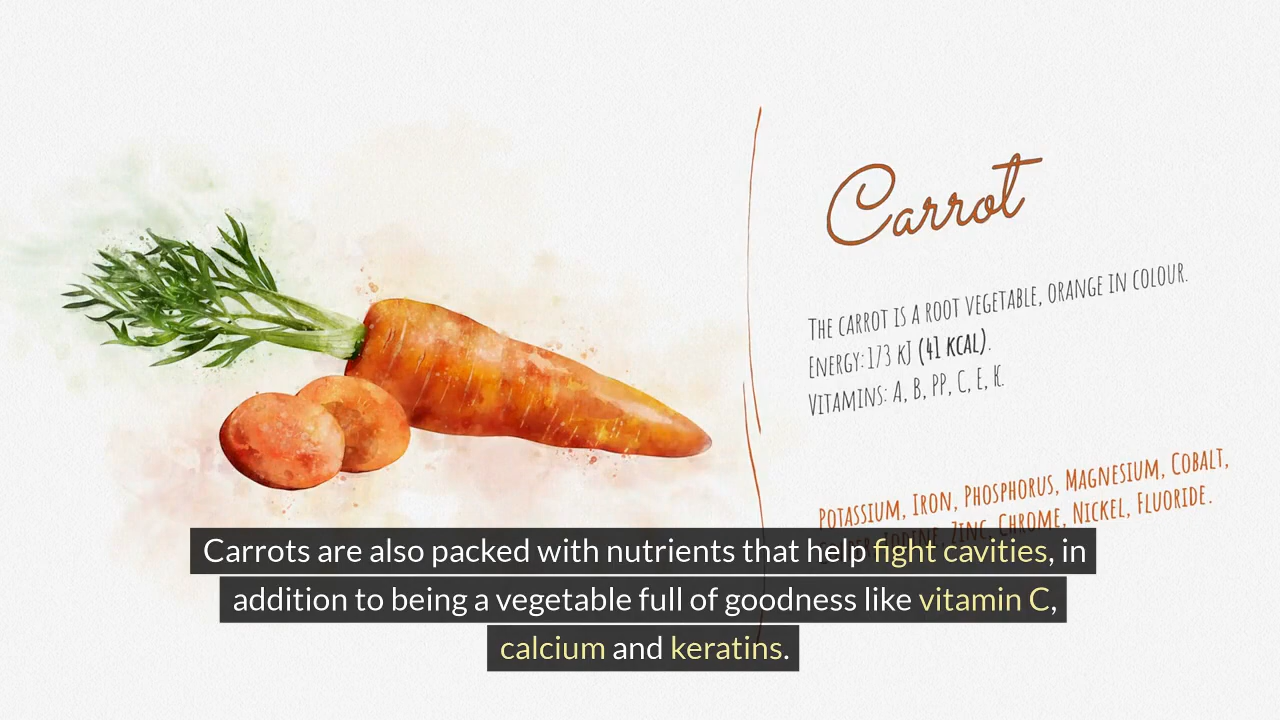 Carrot
The carrot is a root vegetable, orange in colour.
Energy: 173 kJ (41 kcal).
Vitamins: A, B, PP, C, E, K.
Potassium, Iron, Phosphorus, Magnesium, Cobalt,
Iodine, Zinc, Chrome, Nickel, Fluoride.
Carrots are also packed with nutrients that help fight cavities, in
addition to being a vegetable full of goodness like vitamin C,
calcium and keratins.